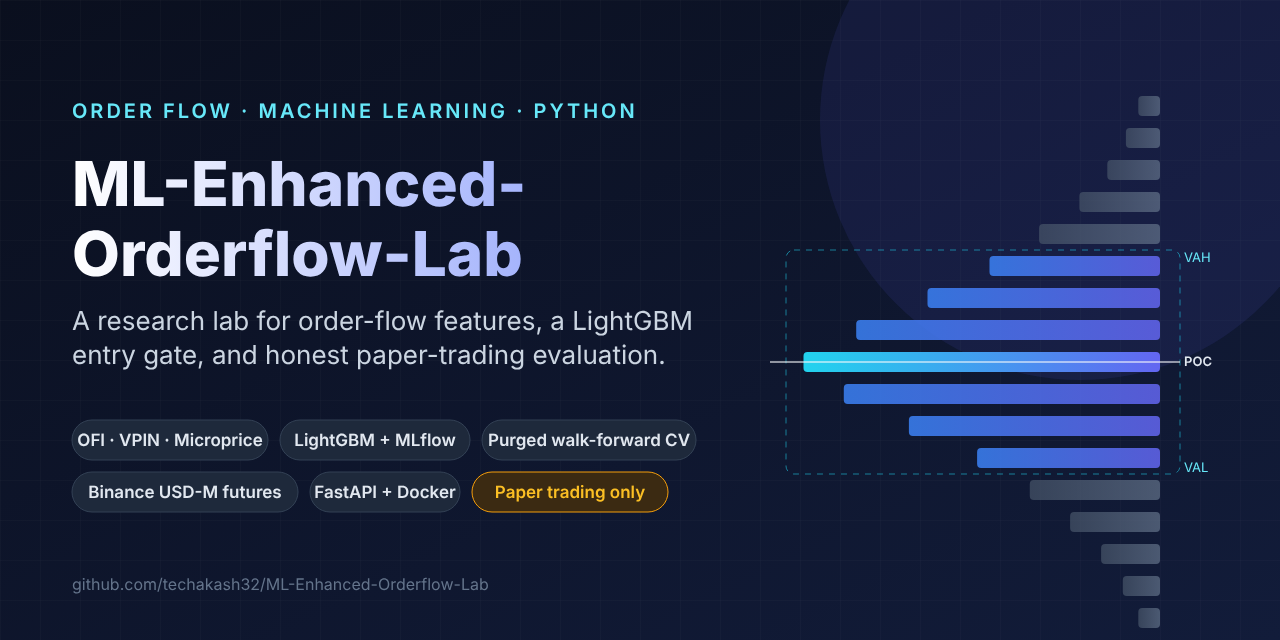 ORDER FLOW · MACHINE LEARNING · PYTHON
ML-Enhanced-
Orderflow-Lab
A research lab for order-flow features, a LightGBM
entry gate, and honest paper-trading evaluation.
OFI · VPIN · Microprice
LightGBM + MLflow
Purged walk-forward CV
Binance USD-M futures
FastAPI + Docker
Paper trading only
github.com/techakash32/ML-Enhanced-Orderflow-Lab
VAH
POC
VAL